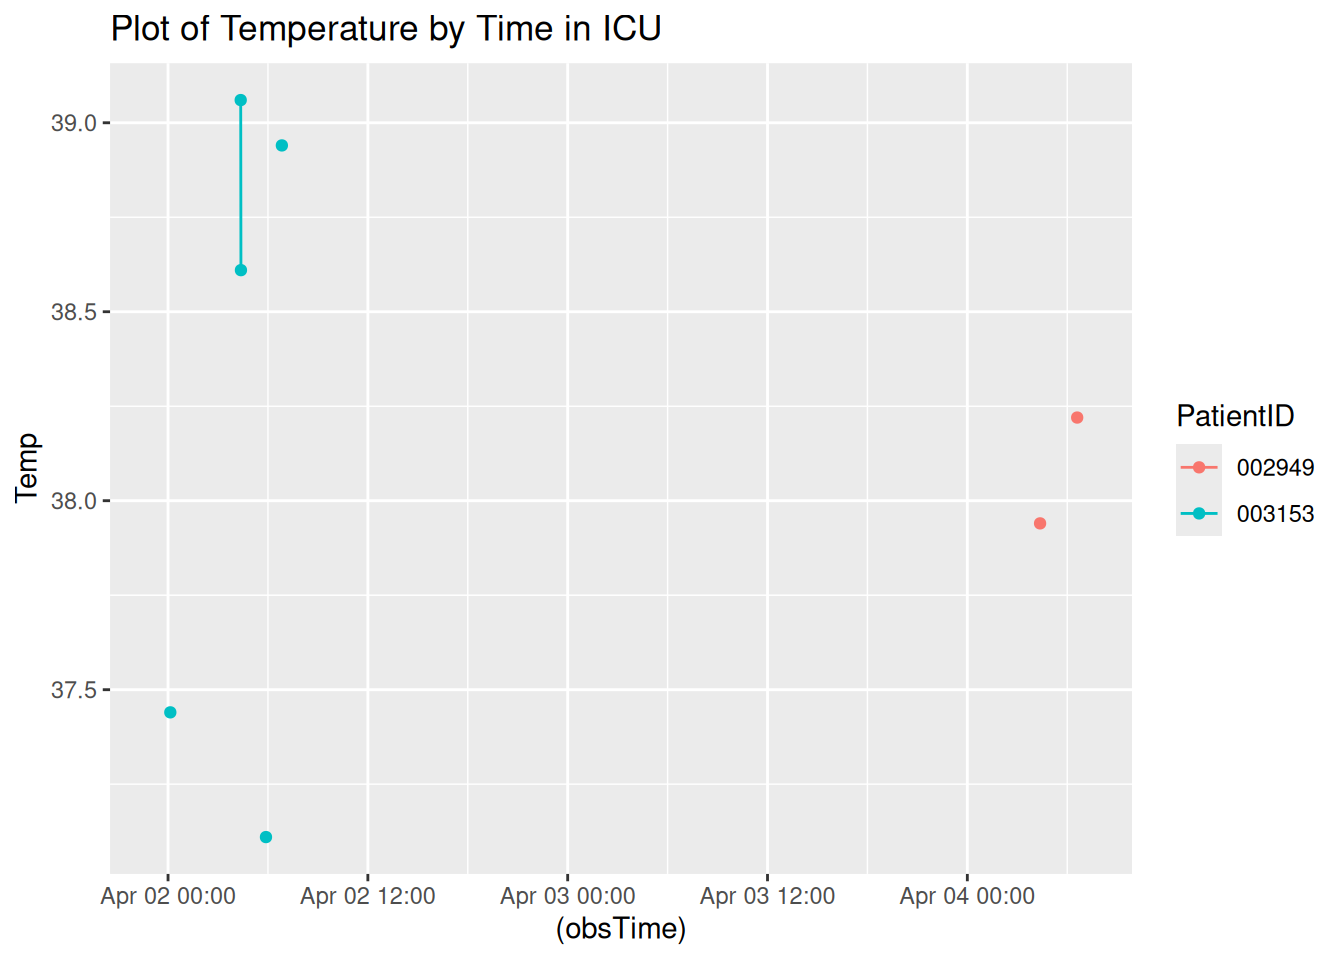 Plot of Temperature by Time in ICU
39.0
38.5
38.0
37.5
Temp
Apr 02 00:00 Apr 02 12:00 Apr 03 00:00 Apr 03 12:00 Apr 04 00:00
(obsTime)
PatientID
002949
003153